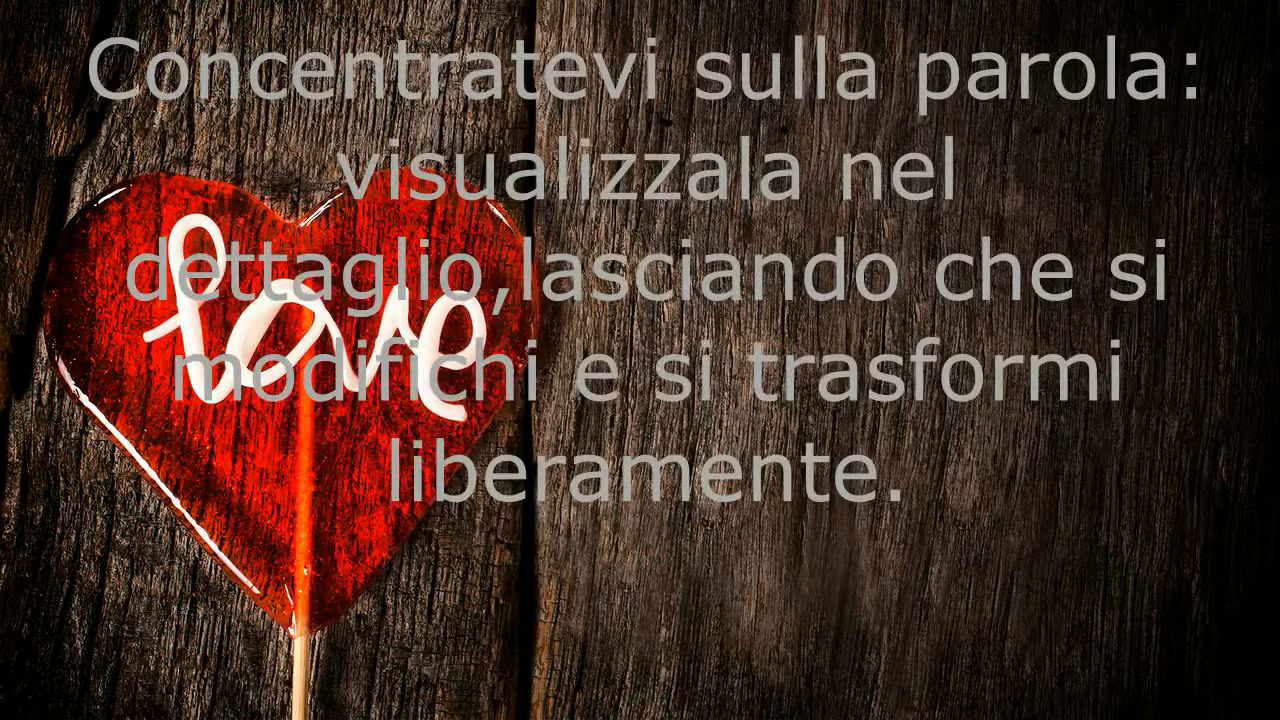 Concentratevi sulla parola:
visualizzala nel
dettaglio,lasciando che si
love
modifichi e si trasformi
liberamente.